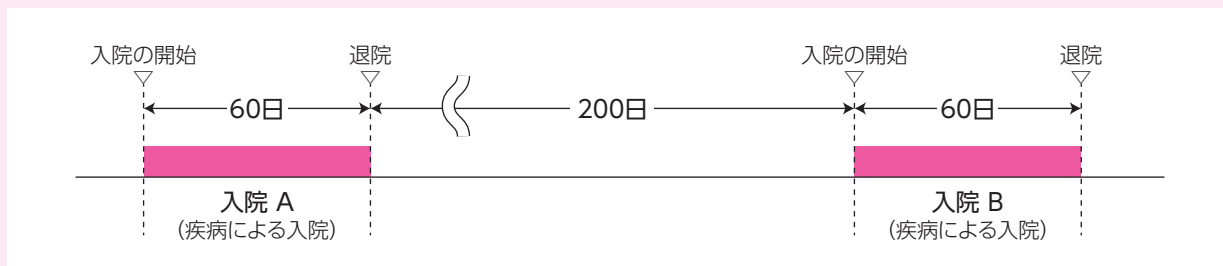 入院の開始
退院
入院の開始
退院
60日
200日
60日
入院 A
(疾病による入院)
入院 B
(疾病による入院)